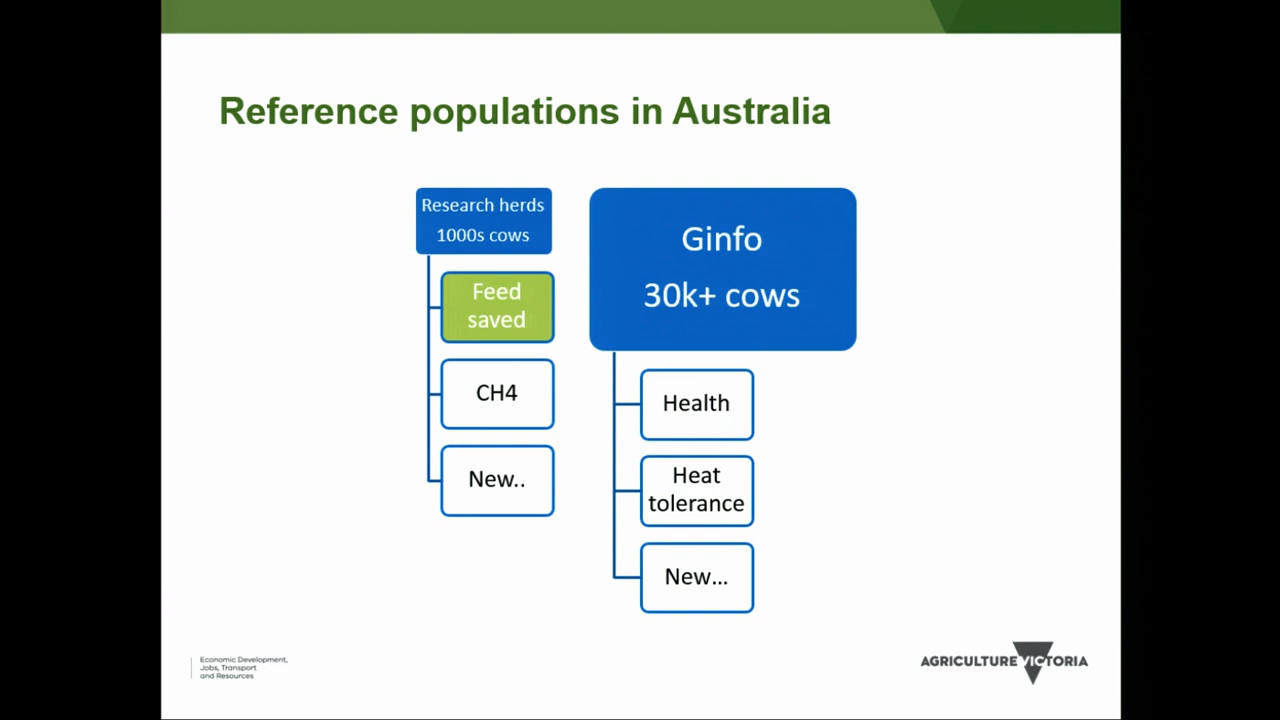 Reference populations in Australia
Research herds
1000s cows
Feed
saved
CH4
New..
Ginfo
30k+ cows
Health
Heat
tolerance
New...
Economic Development,
Jobs, Transport
and Resources
AGRICULTURE VICTORIA